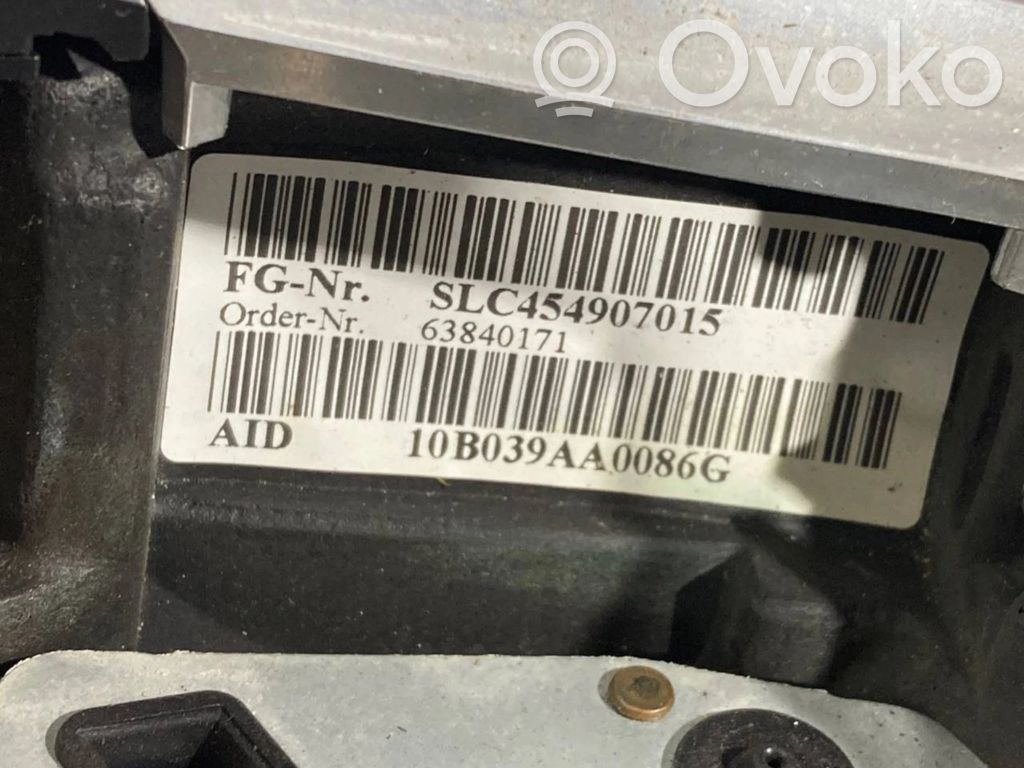 Ovoko
FG-Nr. SLC454907015
Order-Nr. 63840171
AID 10B039AA0086G